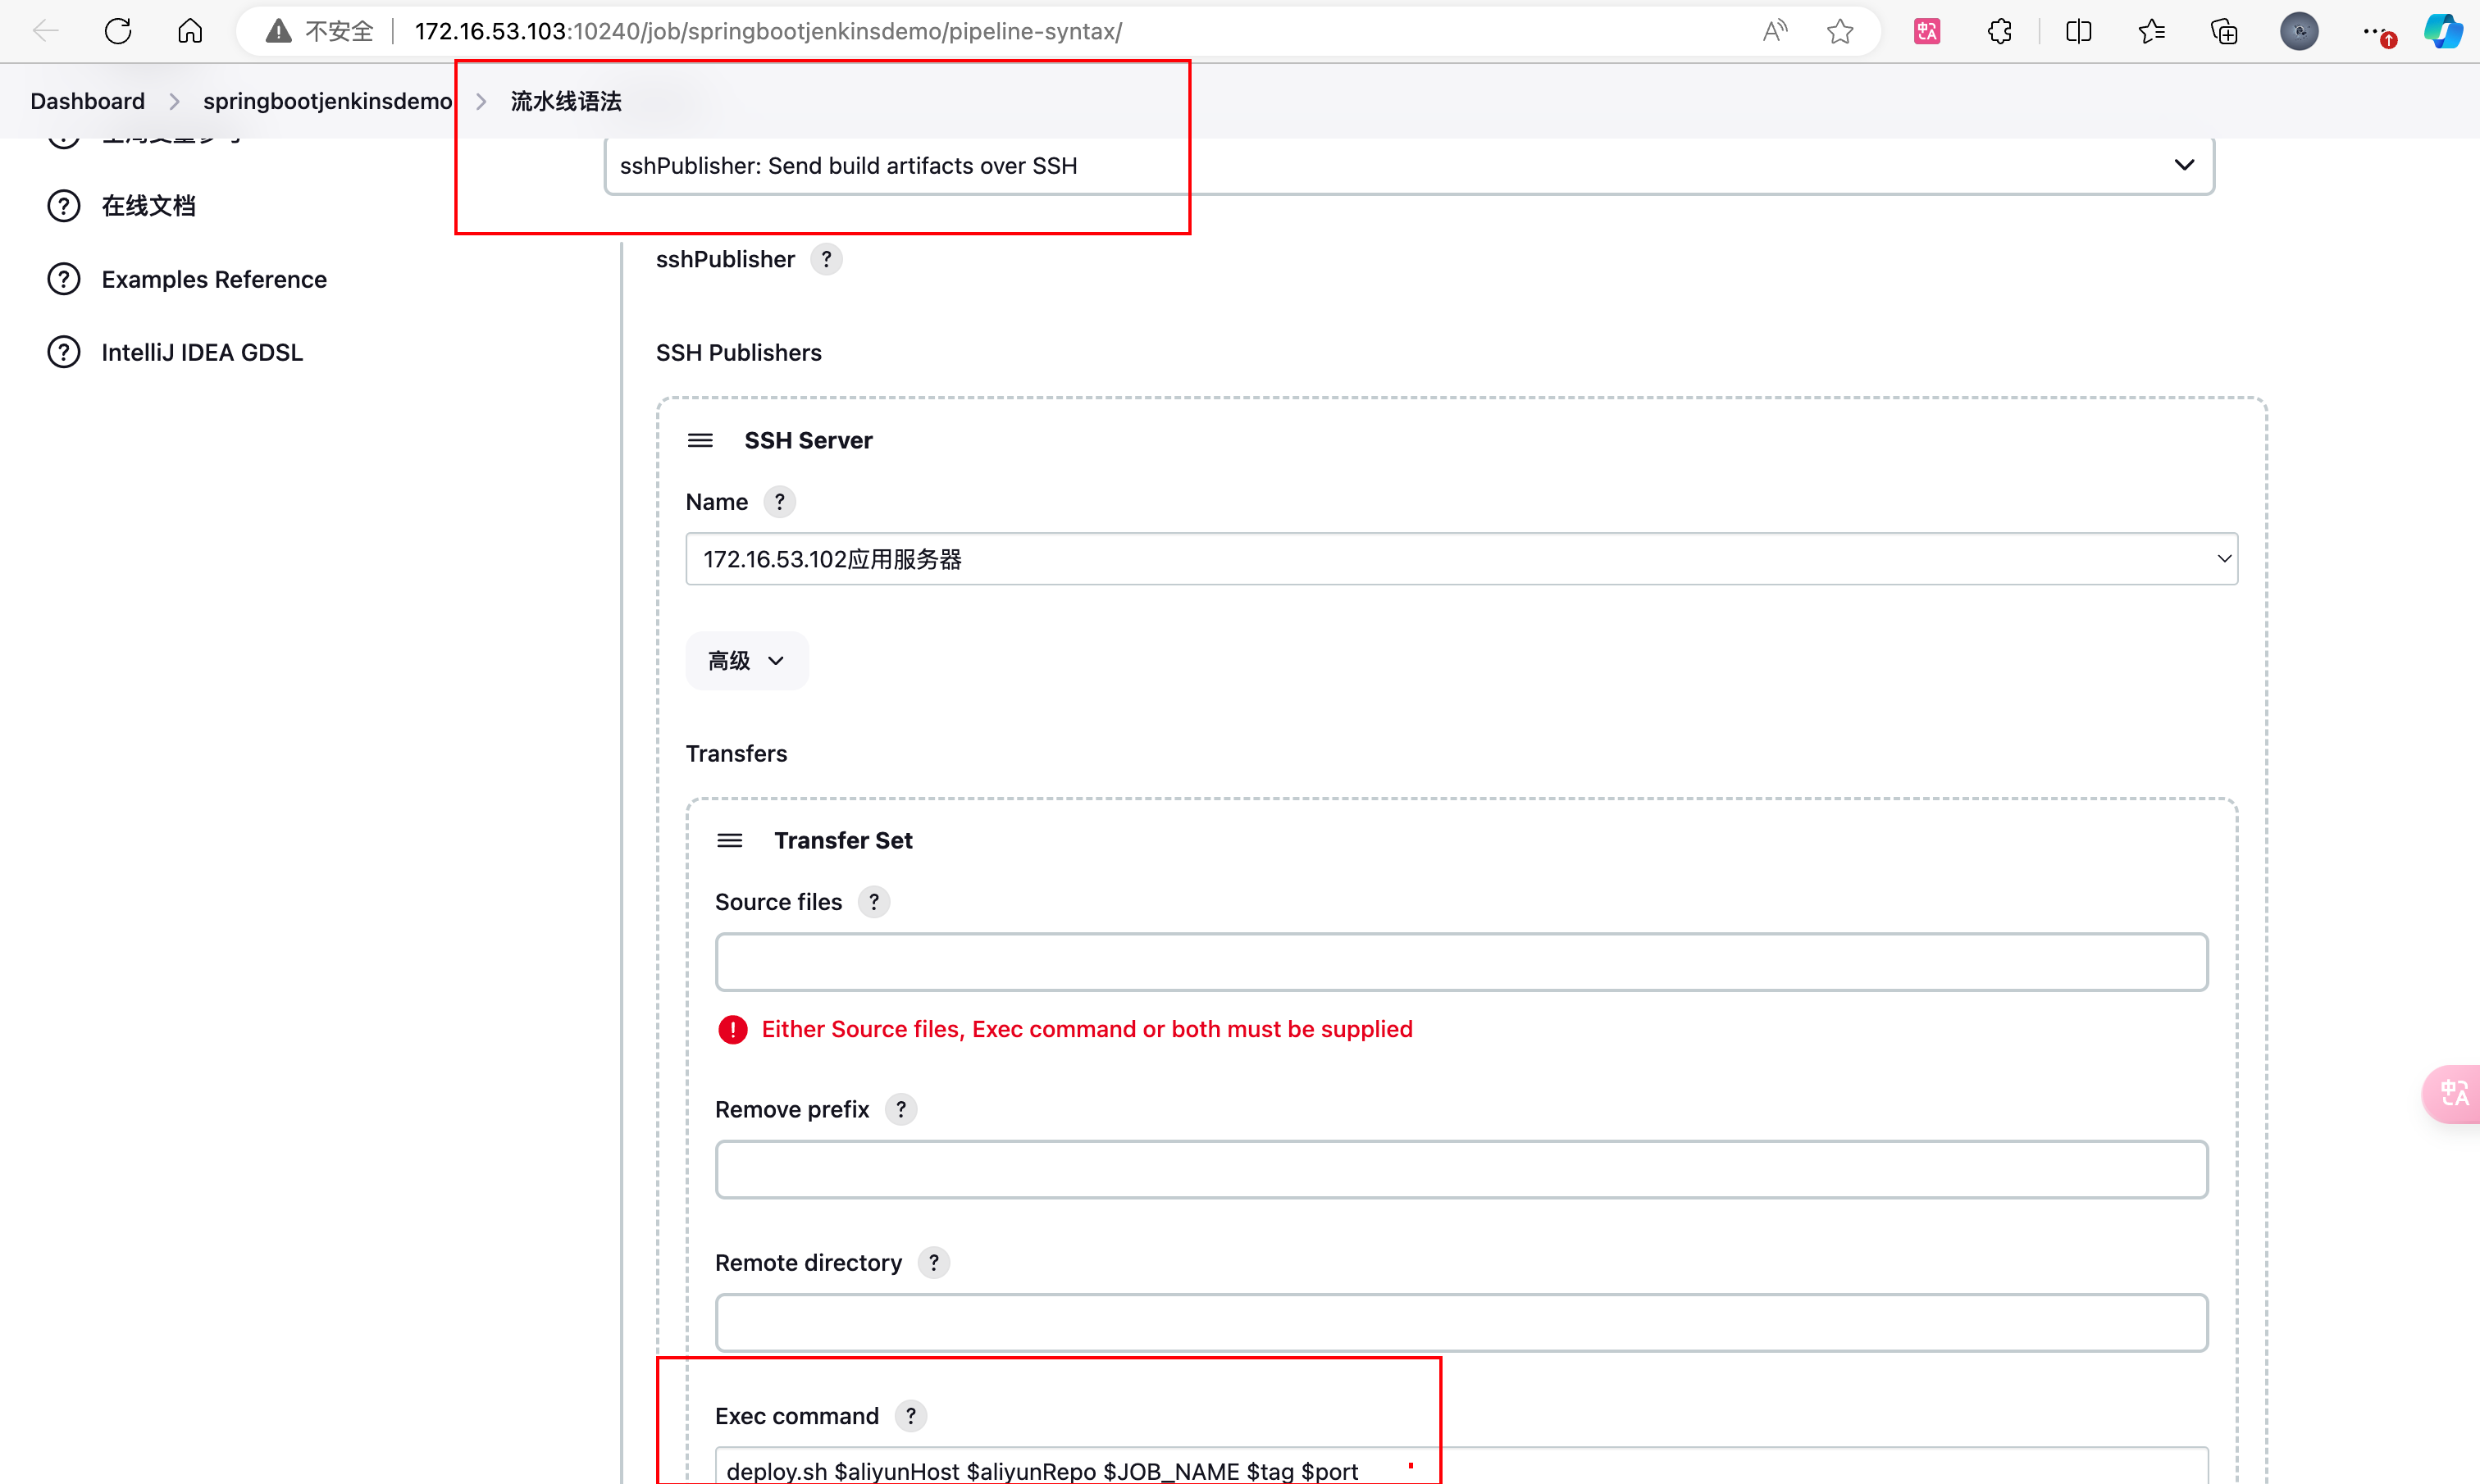 不安全 172.16.53.103:10240/job/springbootjenkinsdemo/pipeline-syntax/
Dashboard > springbootjenkinsdemo > 流水线语法
sshPublisher: Send build artifacts over SSH
在线文档
Examples Reference
IntelliJ IDEA GDSL
sshPublisher ?
SSH Publishers
SSH Server
Name ?
172.16.53.102应用服务器
高级
Transfers
Transfer Set
Source files ?
Either Source files, Exec command or both must be supplied
Remove prefix ?
Remote directory ?
Exec command ?
deploy.sh $aliyunHost $aliyunRepo $JOB_NAME $tag $port